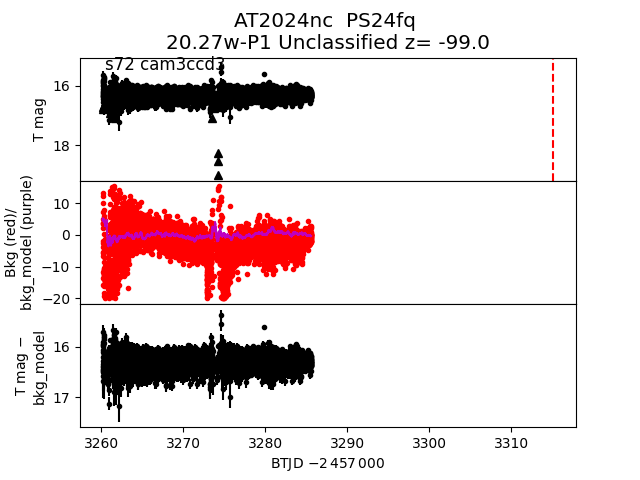 AT2024nc  PS24fq
20.27w-P1 Unclassified z= -99.0
s72 cam3ccd3
T mag
16
18
Bkg (red)/
bkg_model (purple)
10
0
−10
−20
T mag −
bkg_model
16
17
3260 3270 3280 3290 3300 3310
BTJD −2 457 000